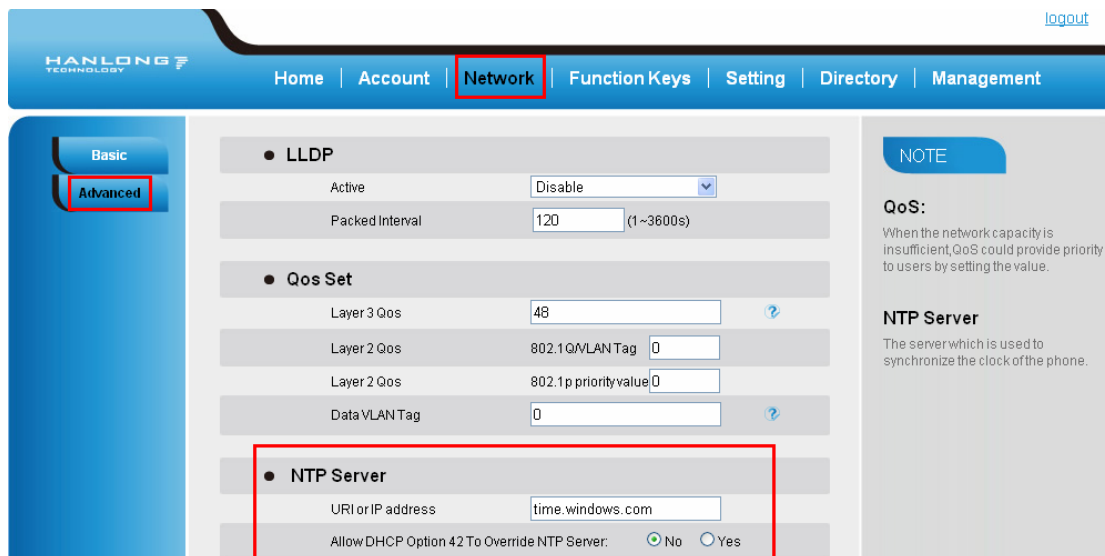 logout
HANLONG
TECHNOLOGY
Home | Account | Network | Function Keys | Setting | Directory | Management
Basic
Advanced
LLDP
Active Disable
Packed Interval 120 (1~3600s)
Qos Set
Layer 3 Qos 48
Layer 2 Qos 802.1Q/VLAN Tag 0
Layer 2 Qos 802.1p priority value 0
Data VLAN Tag 0
NTP Server
URI or IP address time.windows.com
Allow DHCP Option 42 To Override NTP Server: No Yes
NOTE
QoS:
When the network capacity is
insufficient,QoS could provide priority
to users by setting the value.
NTP Server
The server which is used to
synchronize the clock of the phone.